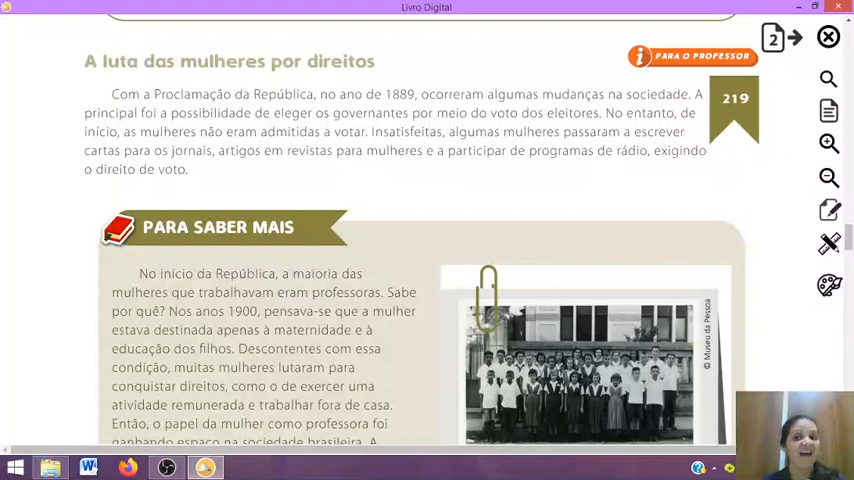 Livro Digital
A luta das mulheres por direitos
PARA O PROFESSOR
2
219
Com a Proclamação da República, no ano de 1889, ocorreram algumas mudanças na sociedade. A
principal foi a possibilidade de eleger os governantes por meio do voto dos eleitores. No entanto, de
início, as mulheres não eram admitidas a votar. Insatisfeitas, algumas mulheres passaram a escrever
cartas para os jornais, artigos em revistas para mulheres e a participar de programas de rádio, exigindo
o direito de voto.
PARA SABER MAIS
No início da República, a maioria das
mulheres que trabalhavam eram professoras. Sabe
por quê? Nos anos 1900, pensava-se que a mulher
estava destinada apenas à maternidade e à
educação dos filhos. Descontentes com essa
condição, muitas mulheres lutaram para
conquistar direitos, como o de exercer uma
atividade remunerada e trabalhar fora de casa.
Então, o papel da mulher como professora foi
ganhando espaço na sociedade brasileira. A
© Museu da Pessoa